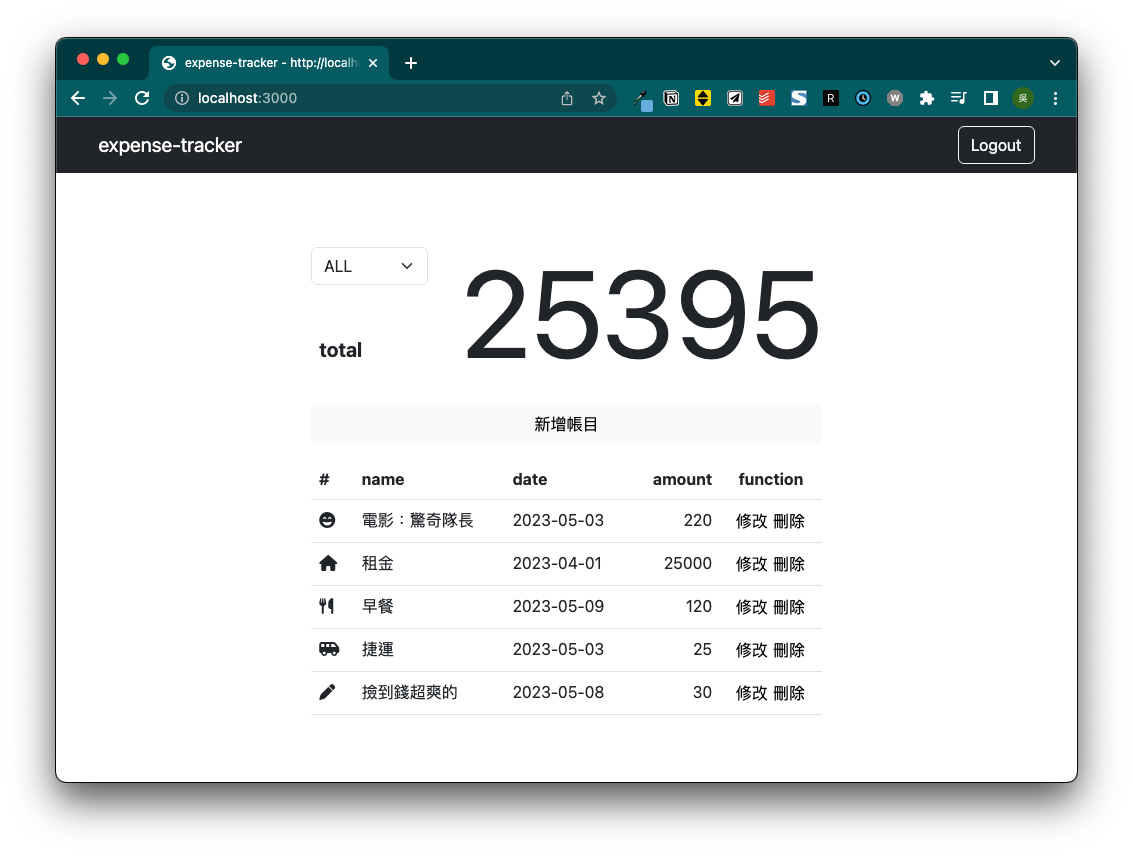 expense-tracker - http://localh
localhost:3000
R
W
吳
expense-tracker Logout
ALL
25395
total
新增帳目
# name date amount function
電影：驚奇隊長 2023-05-03 220 修改 刪除
租金 2023-04-01 25000 修改 刪除
早餐 2023-05-09 120 修改 刪除
捷運 2023-05-03 25 修改 刪除
撿到錢超爽的 2023-05-08 30 修改 刪除